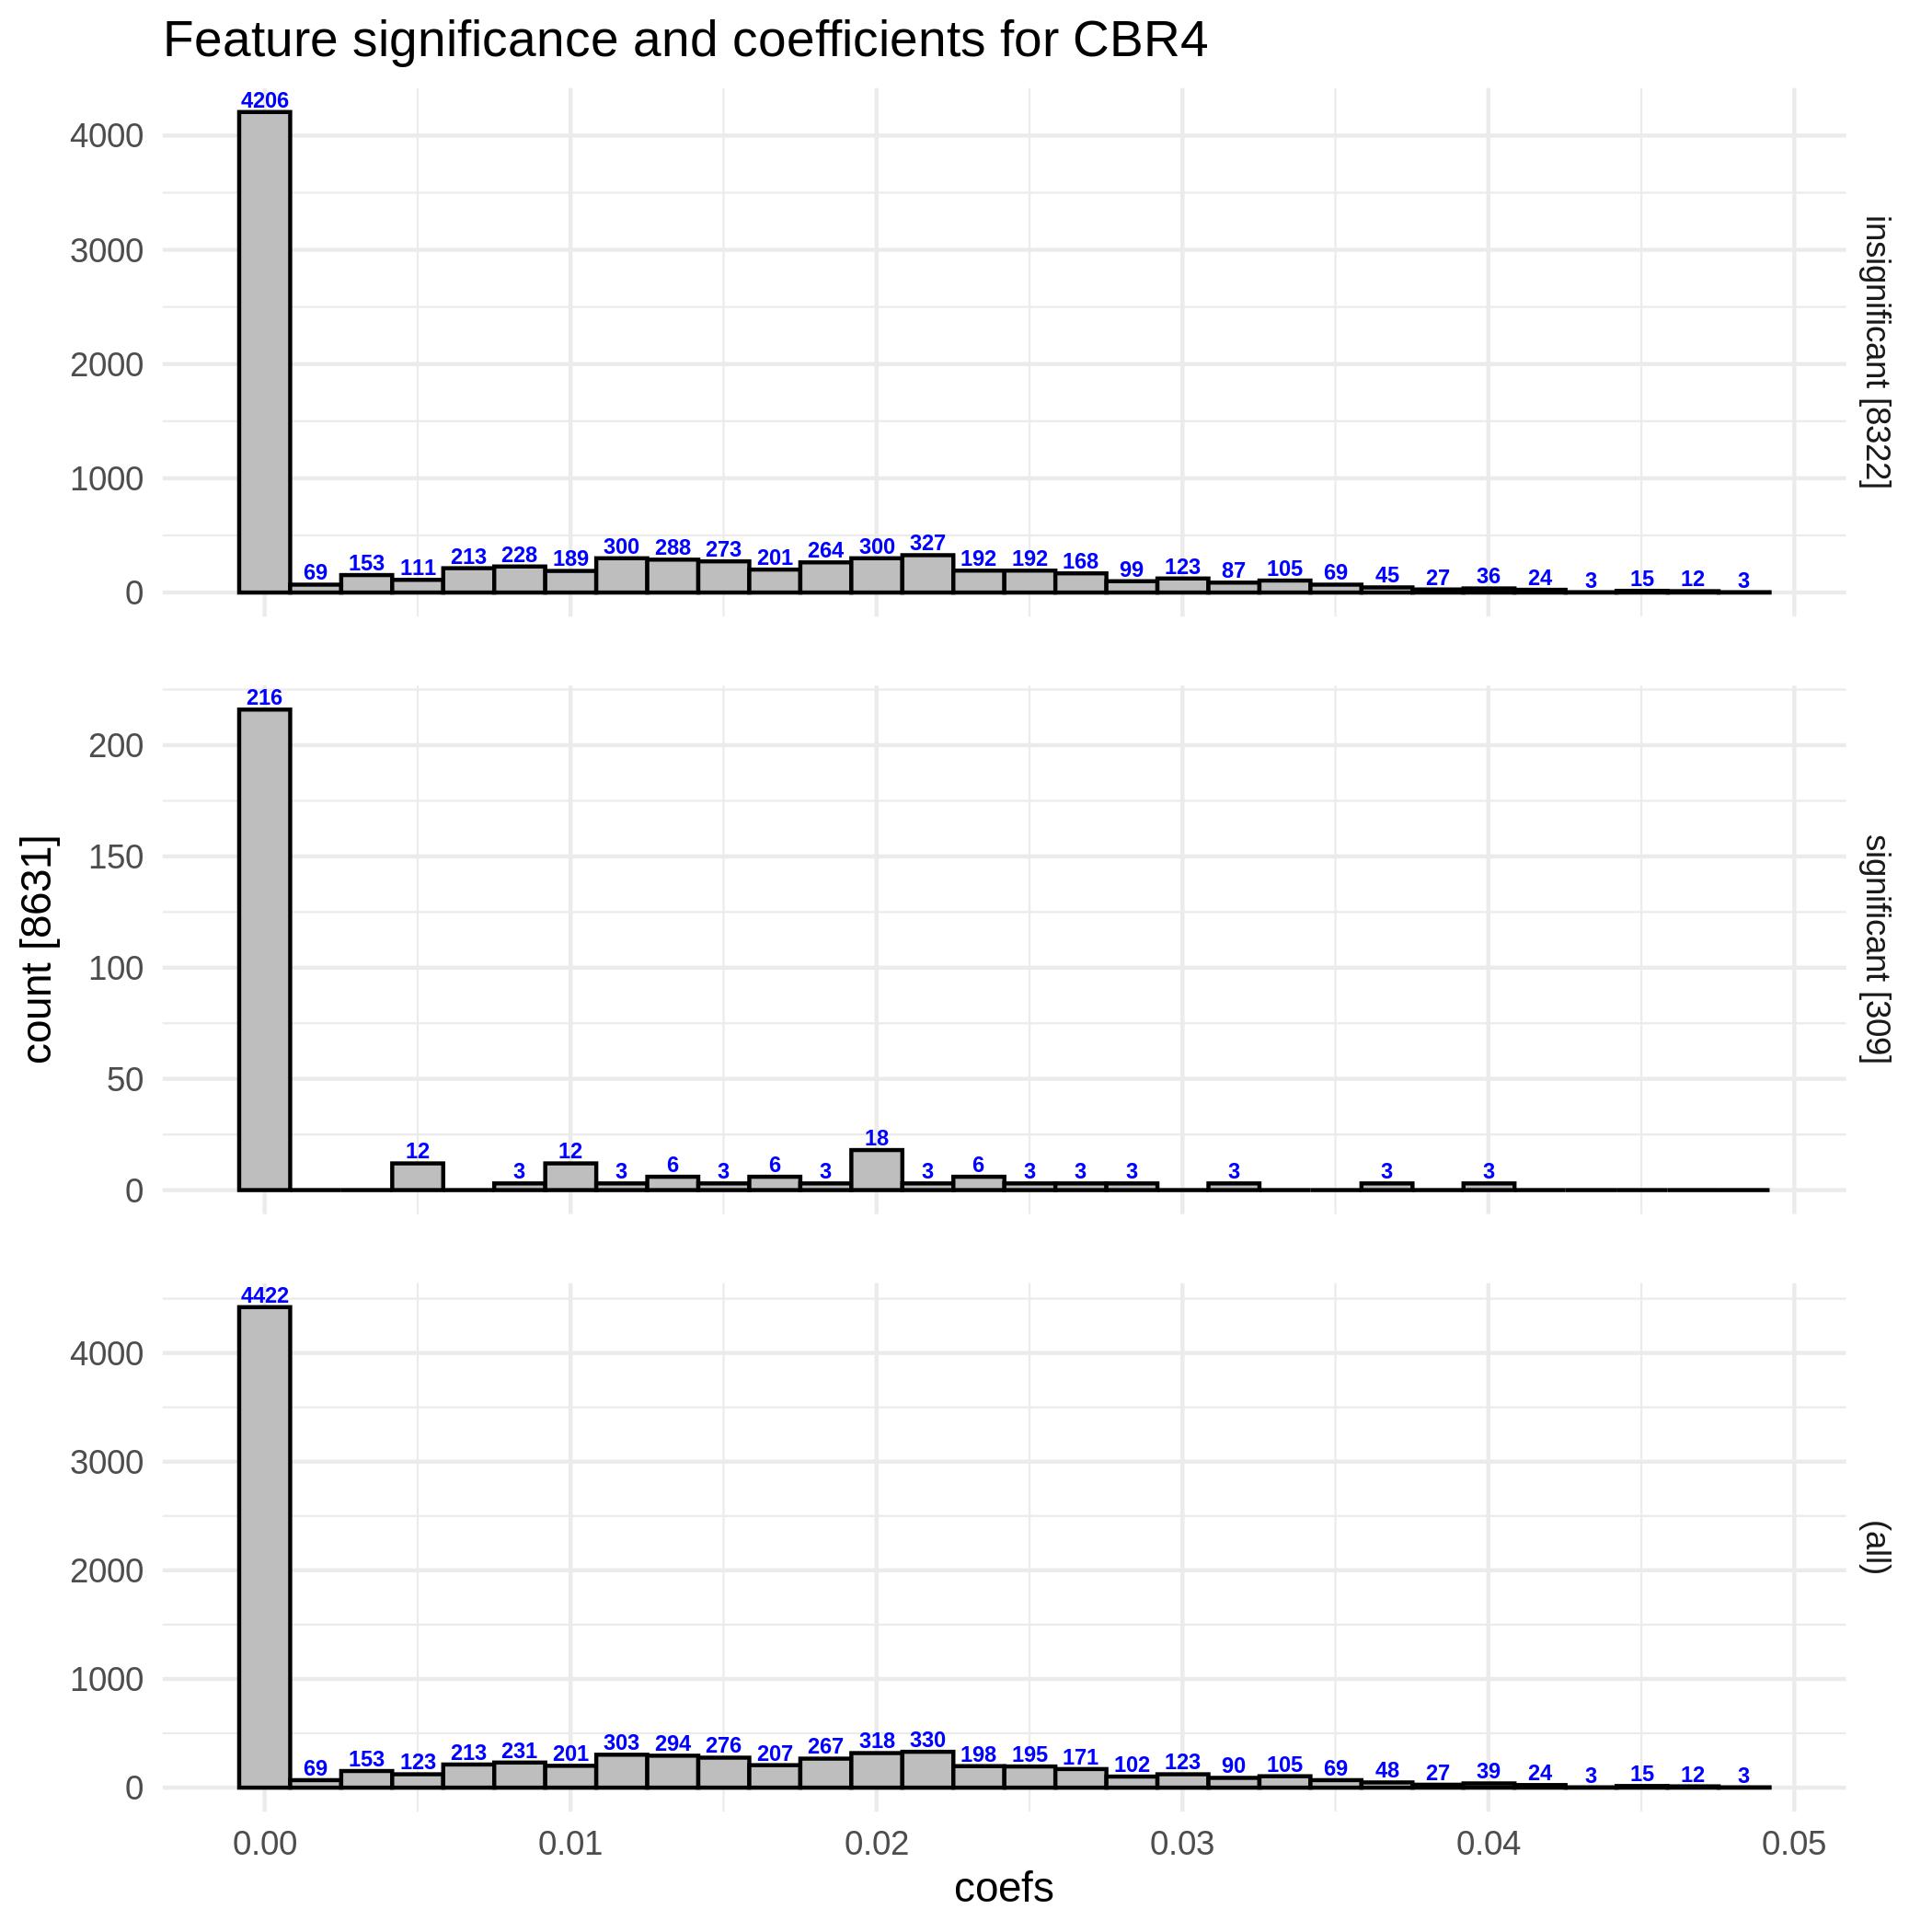 Feature significance and coefficients for CBR4
4206
4000
3000
2000
1000
0
69 153 111 213 228 189 300 288 273 201 264 300 327 192 192 168 99 123 87 105 69 45 27 36 24 3 15 12 3
insignificant [8322]
216
200
150
100
50
0
12 3 12 3 6 3 6 3 18 3 6 3 3 3 3 3 3
significant [309]
count [8631]
4422
4000
3000
2000
1000
0
69 153 123 213 231 201 303 294 276 207 267 318 330 198 195 171 102 123 90 105 69 48 27 39 24 3 15 12 3
(all)
0.00 0.01 0.02 0.03 0.04 0.05
coefs